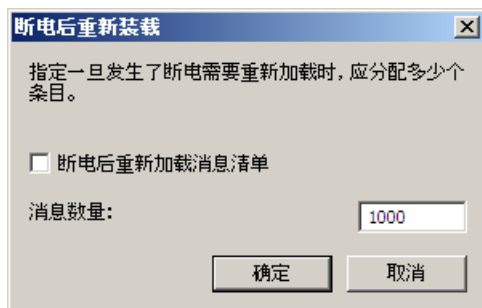 断电后重新装载
指定一旦发生了断电需要重新加载时，应分配多少个
条目。
断电后重新加载消息清单
消息数量：
1000
确定
取消